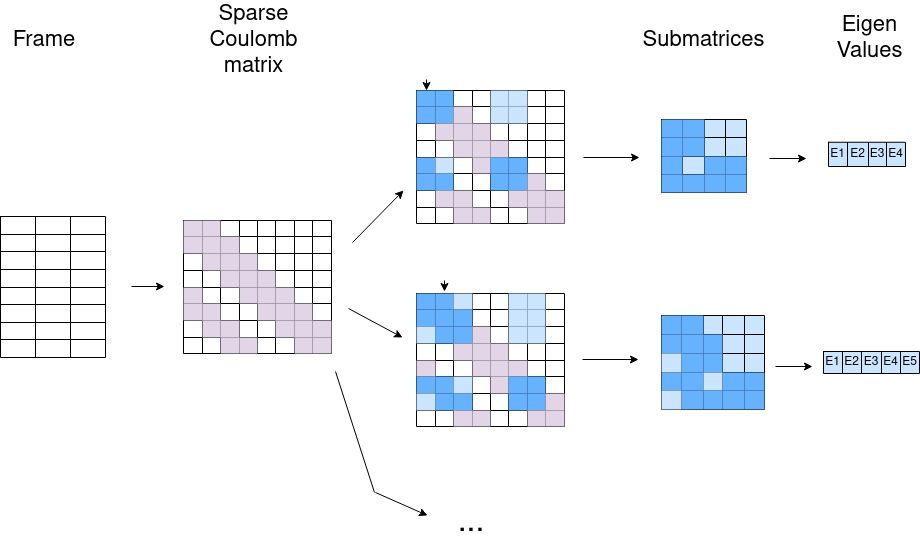 Frame
Sparse
Coulomb
matrix
Submatrices
Eigen
Values
E1 E2 E3 E4
E1 E2 E3 E4 E5
...